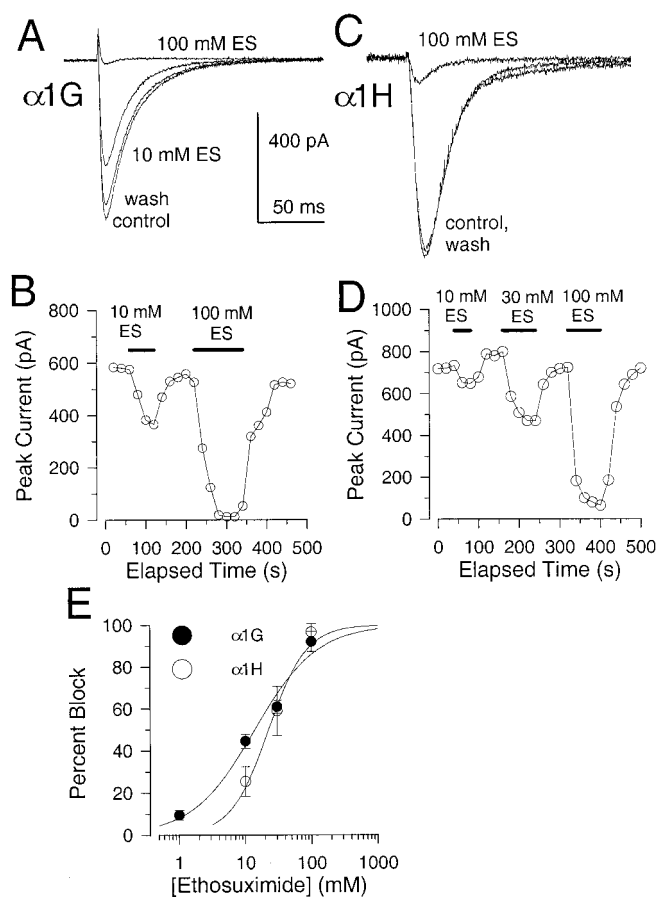 A
100 mM ES
α1G
10 mM ES
wash
control
400 pA
50 ms
C
100 mM ES
α1H
control,
wash
B
10 mM
ES
100 mM
ES
Peak Current (pA)
800
600
400
200
0
0 100 200 300 400 500
Elapsed Time (s)
D
10 mM
ES
30 mM
ES
100 mM
ES
Peak Current (pA)
1000
800
600
400
200
0
0 100 200 300 400 500
Elapsed Time (s)
E
α1G
α1H
Percent Block
100
80
60
40
20
0
1 10 100 1000
[Ethosuximide] (mM)